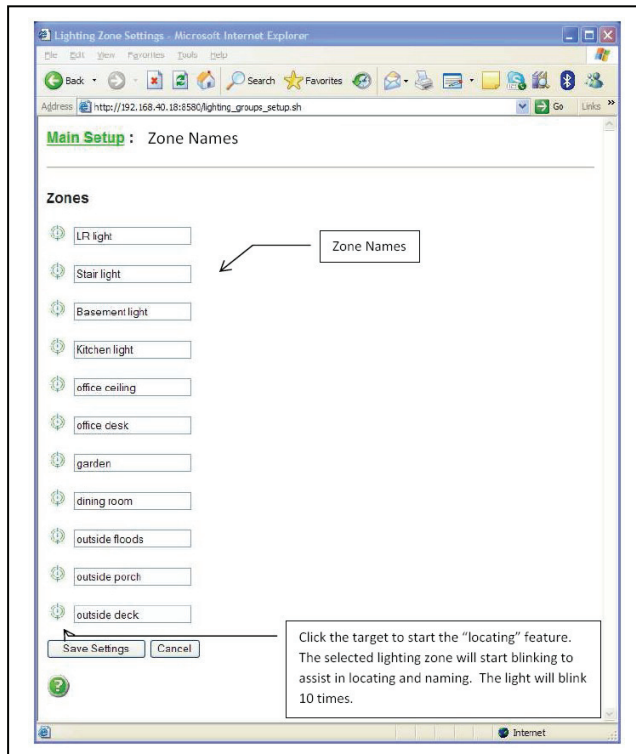 Lighting Zone Settings - Microsoft Internet Explorer
File Edit View Favorites Tools Help
Back Search Favorites
Address http://192.168.40.18:8580/lighting_groups_setup.sh Go Links »
Main Setup : Zone Names
Zones
LR light
Zone Names
Stair light
Basement light
Kitchen light
office ceiling
office desk
garden
dining room
outside floods
outside porch
outside deck
Save Settings Cancel
Click the target to start the “locating” feature.
The selected lighting zone will start blinking to
assist in locating and naming. The light will blink
10 times.
?
Internet